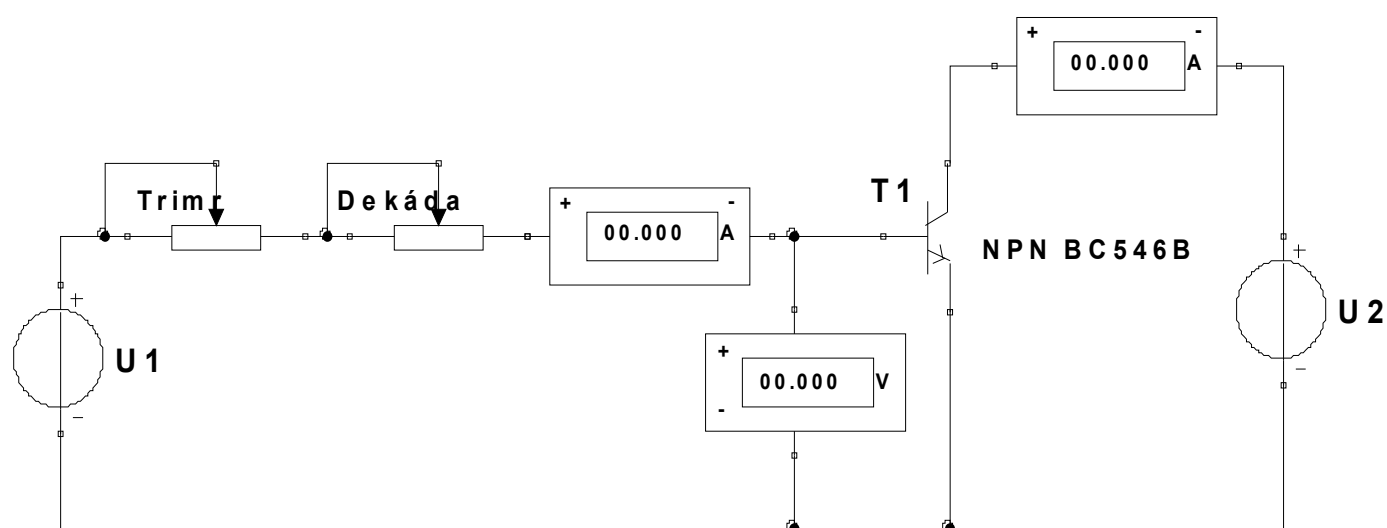 + -
00.000 A
T1
Trimr
Dekáda
+ -
00.000 A
NPN BC546B
+
U1
-
+
00.000 V
-
+
U2
-